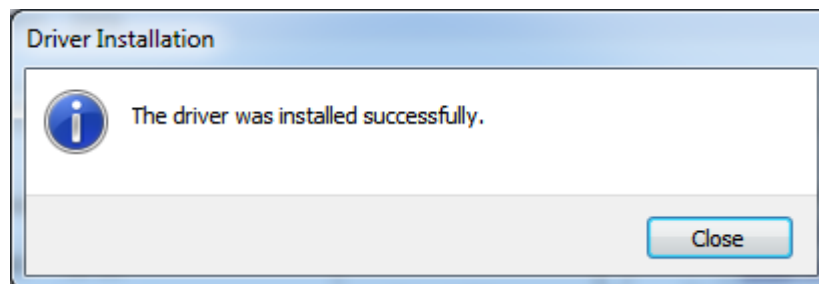 Driver Installation
The driver was installed successfully.
Close